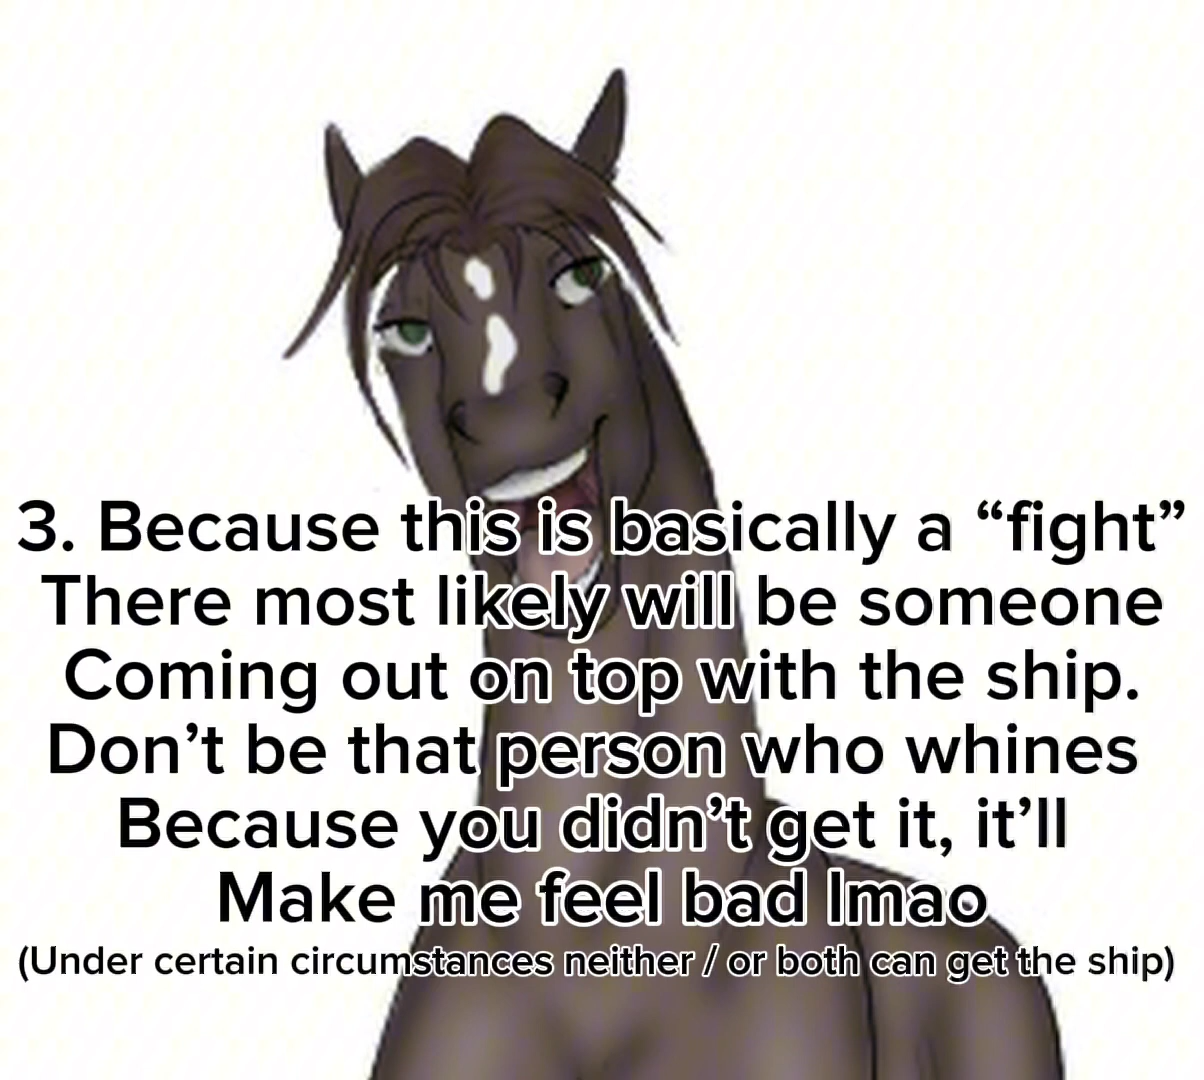 3. Because this is basically a “fight”
There most likely will be someone
Coming out on top with the ship.
Don’t be that person who whines
Because you didn’t get it, it’ll
Make me feel bad lmao
(Under certain circumstances neither / or both can get the ship)